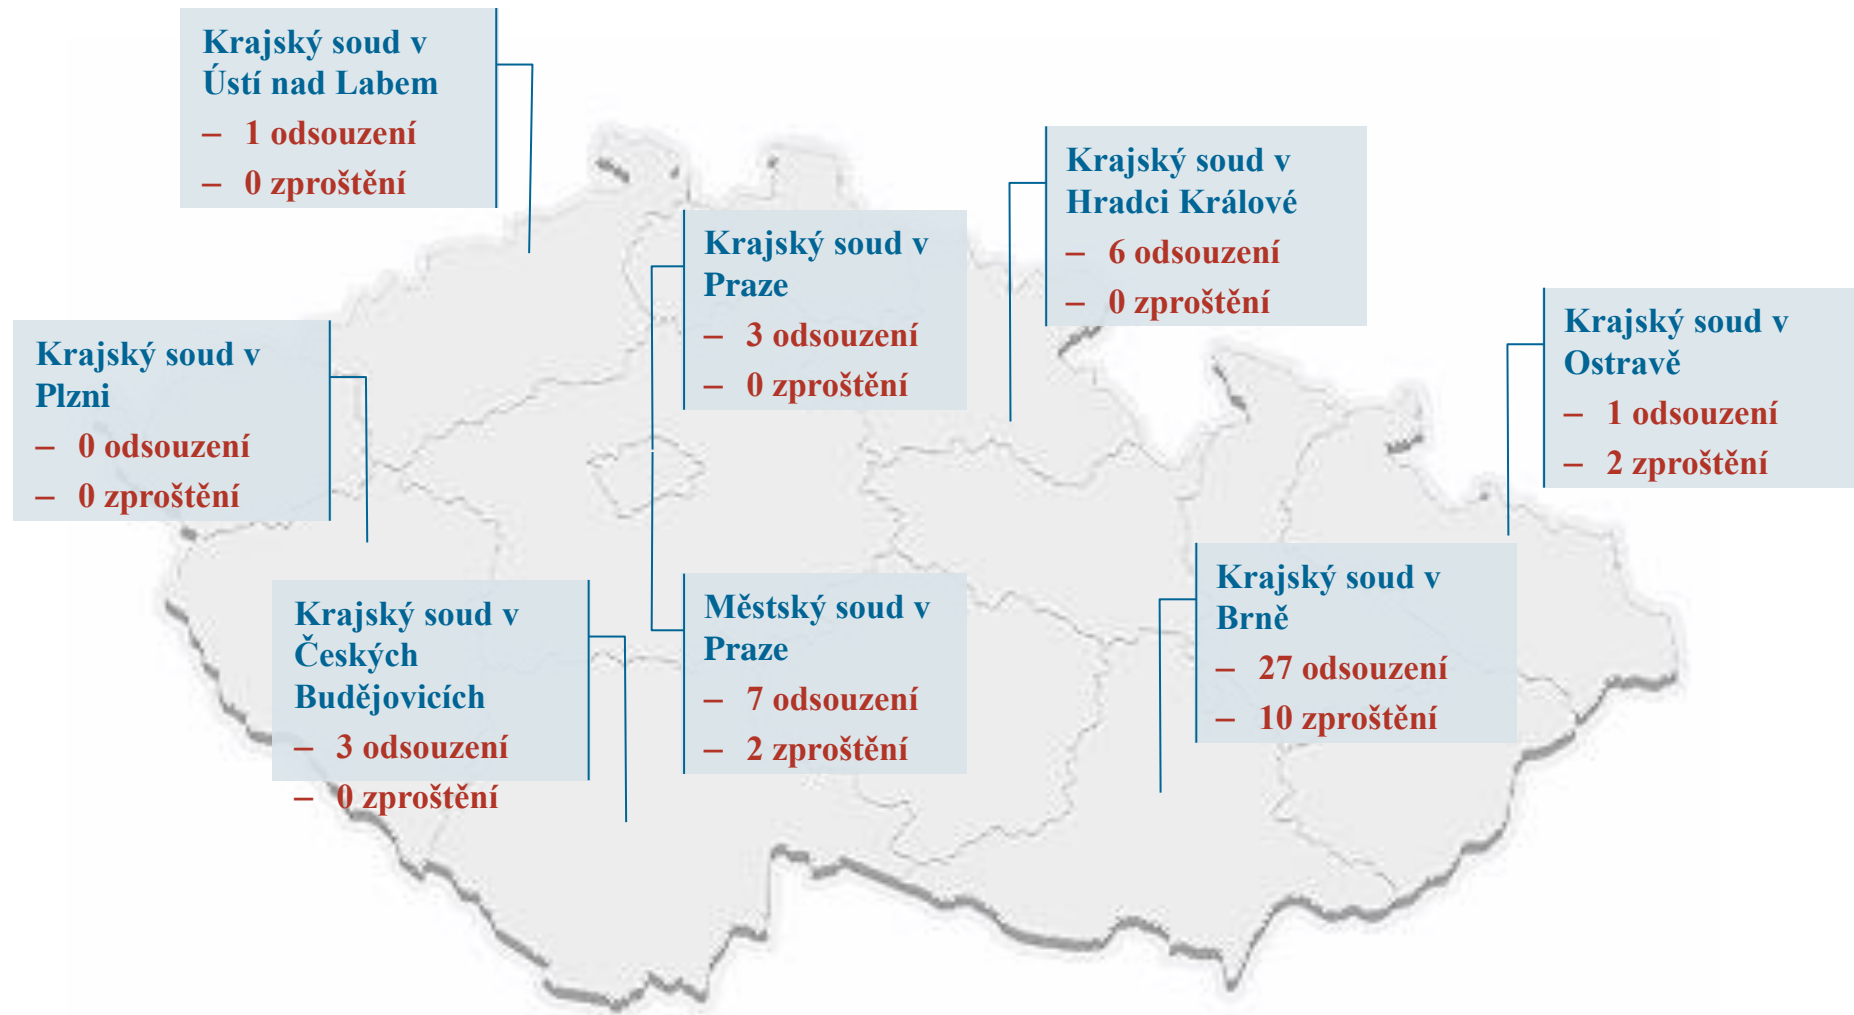 Krajský soud v
Ústí nad Labem
– 1 odsouzení
– 0 zproštění
Krajský soud v
Hradci Králové
– 6 odsouzení
– 0 zproštění
Krajský soud v
Praze
– 3 odsouzení
– 0 zproštění
Krajský soud v
Ostravě
– 1 odsouzení
– 2 zproštění
Krajský soud v
Plzni
– 0 odsouzení
– 0 zproštění
Krajský soud v
Brně
– 27 odsouzení
– 10 zproštění
Městský soud v
Praze
– 7 odsouzení
– 2 zproštění
Krajský soud v
Českých
Budějovicích
– 3 odsouzení
– 0 zproštění